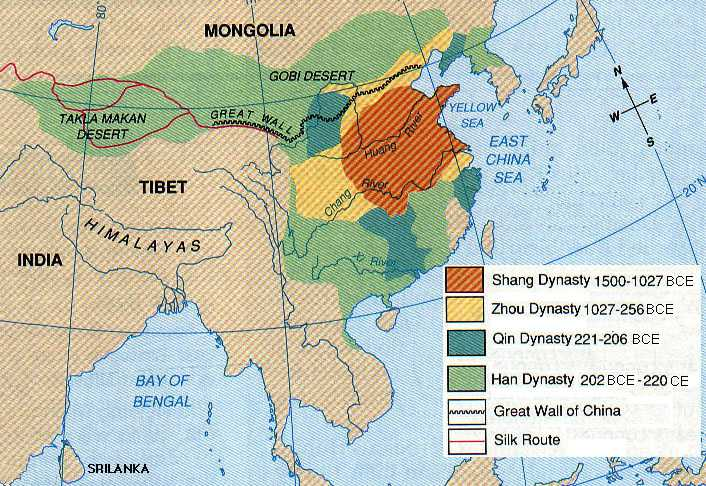 80
MONGOLIA
GOBI DESERT
TAKLA MAKAN
DESERT
GREAT WALL
Huang River
YELLOW
SEA
N
W E
S
EAST
CHINA
SEA
TIBET
Chang River
20 N
HIMALAYAS
INDIA
Xi River
Shang Dynasty 1500-1027 BCE
Zhou Dynasty 1027-256 BCE
Qin Dynasty 221-206 BCE
Han Dynasty 202 BCE-220 CE
Great Wall of China
Silk Route
BAY OF
BENGAL
SRILANKA